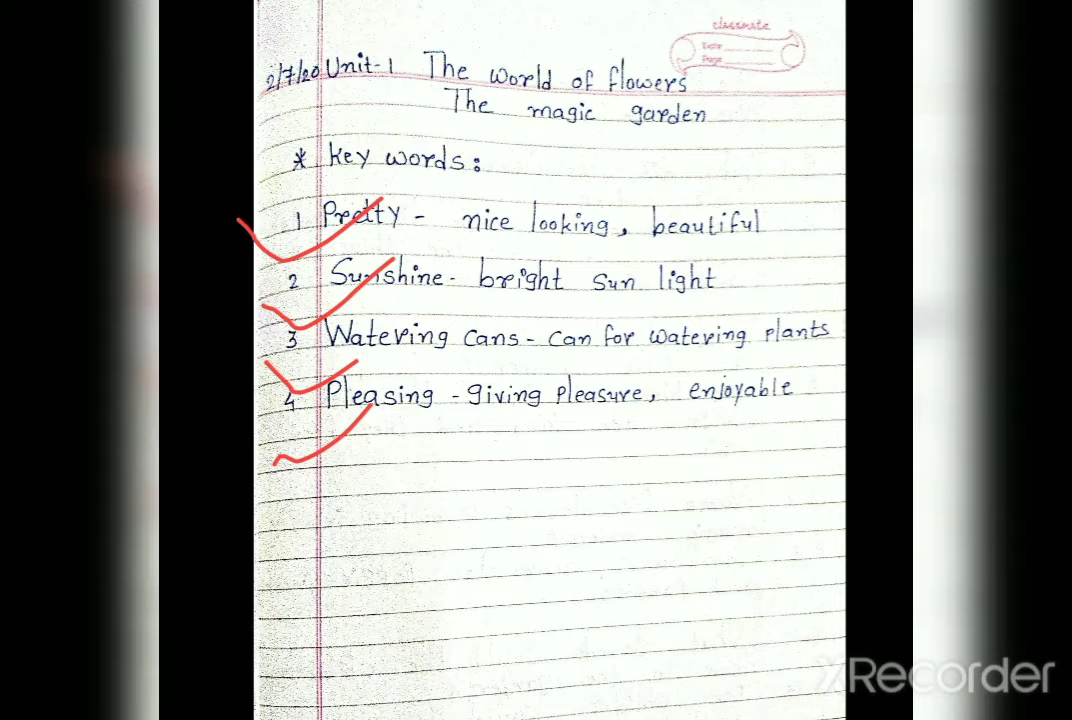 classmate
Date
Page
2/7/20 Unit-1 The world of flowers
The magic garden
* Key words:
1 Pretty - nice looking, beautiful
2 Sunshine - bright sun light
3 Watering cans - can for watering plants
4 Pleasing - giving pleasure, enjoyable
XRecorder